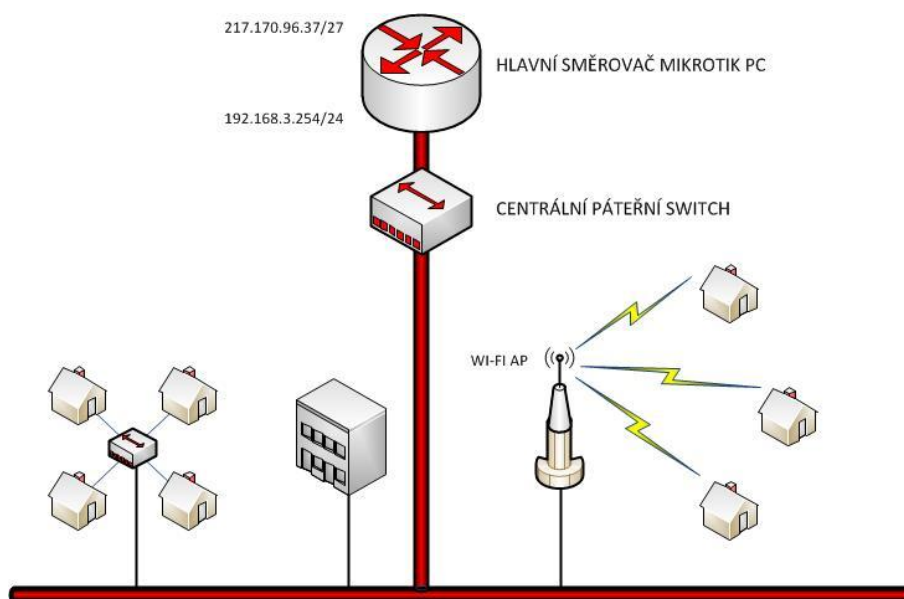 217.170.96.37/27
HLAVNÍ SMĚROVAČ MIKROTIK PC
192.168.3.254/24
CENTRÁLNÍ PÁTEŘNÍ SWITCH
WI-FI AP